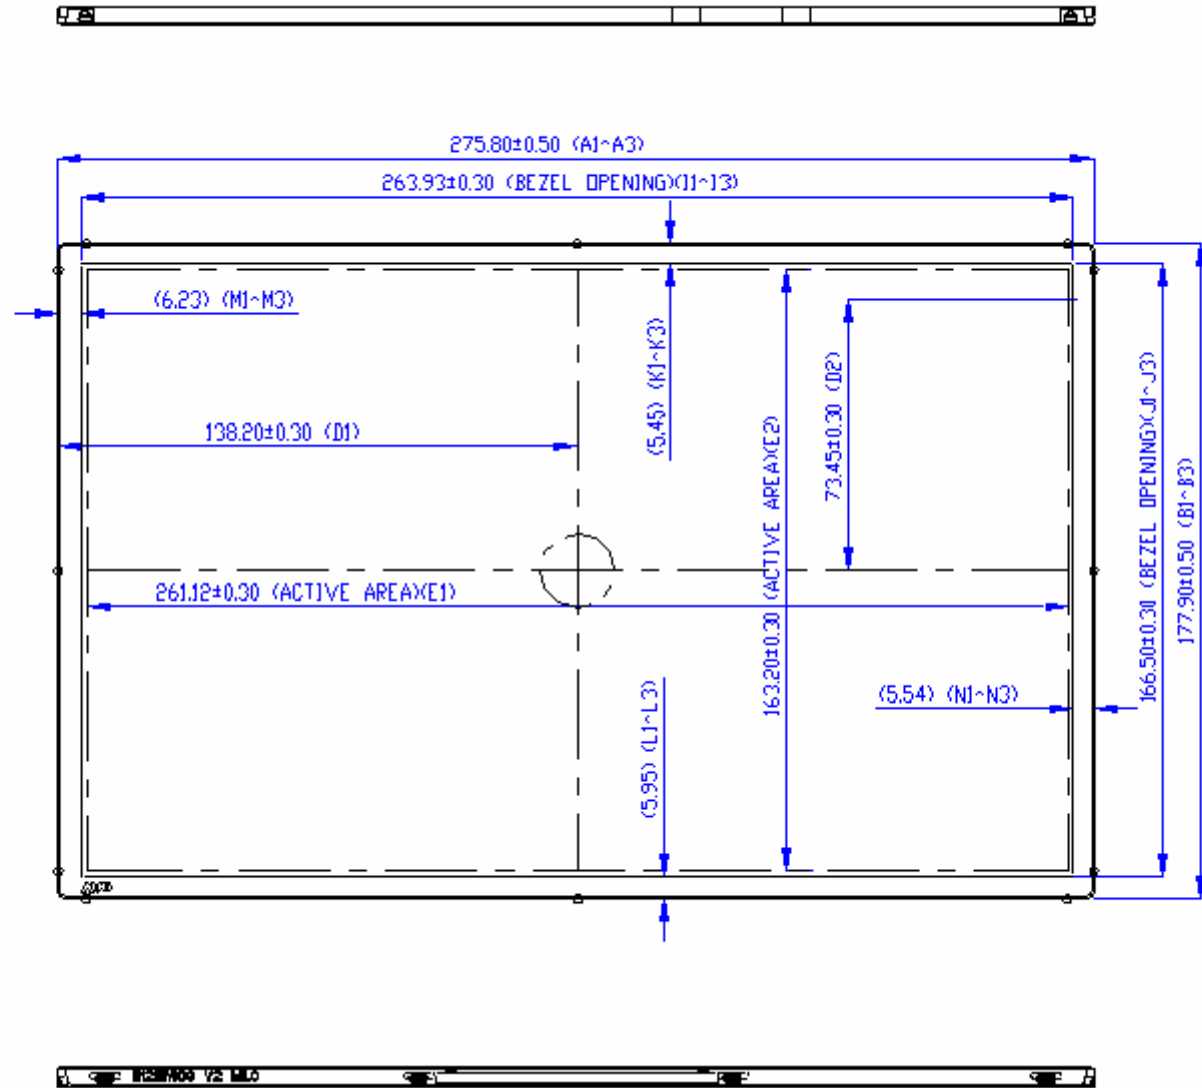 275.80±0.50 (A1~A3)
263.93±0.30 (BEZEL OPENING)(I1~I3)
(6.23) (M1~M3)
(5.45) (K1~K3)
73.45±0.30 (D2)
138.20±0.30 (D1)
163.20±0.30 (ACTIVE AREA)(E2)
166.50±0.30 (BEZEL OPENING)(J1~J3)
177.90±0.50 (B1~B3)
261.12±0.30 (ACTIVE AREA)(E1)
(5.95) (L1~L3)
(5.54) (N1~N3)
V2